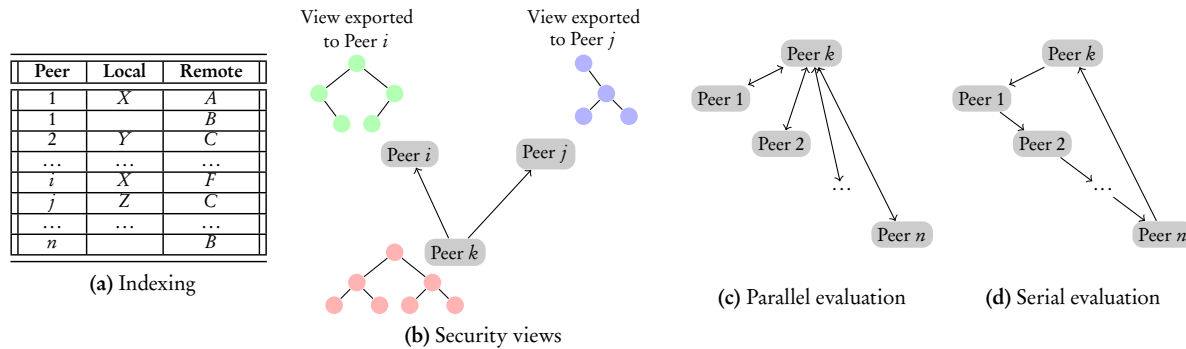 Peer Local Remote
1 X A
1 B
2 Y C
... ... ...
i X F
j Z C
... ... ...
n B
(a) Indexing
View exported
to Peer i
View exported
to Peer j
Peer i
Peer j
Peer k
(b) Security views
Peer k
Peer 1
Peer 2
...
Peer n
(c) Parallel evaluation
Peer k
Peer 1
Peer 2
...
Peer n
(d) Serial evaluation